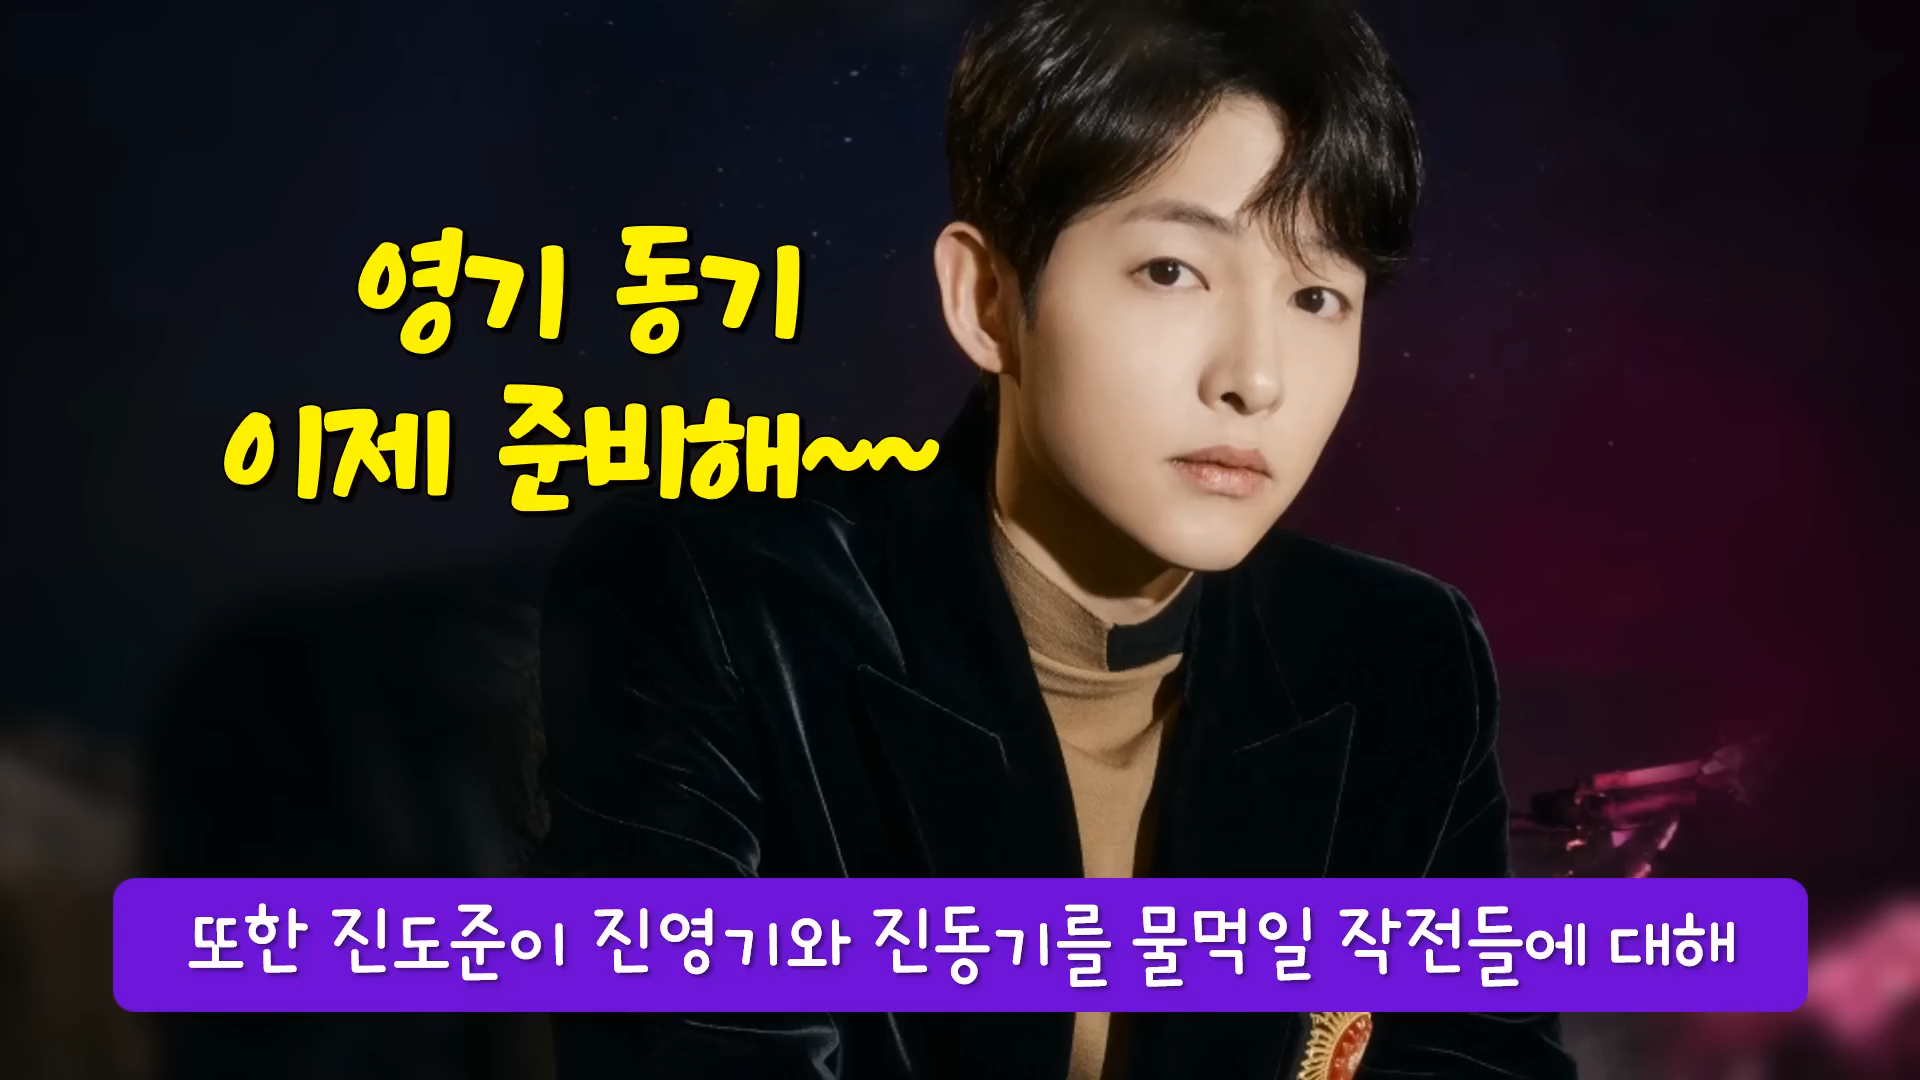 영기 동기
이제 준비해~~
또한 진도준이 진영기와 진동기를 물먹일 작전들에 대해